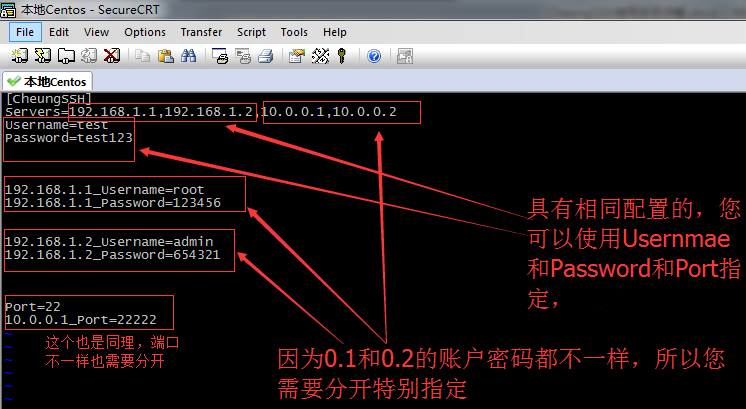 本地Centos - SecureCRT
File Edit View Options Transfer Script Tools Help
本地Centos
[CheungSSH]
Servers=192.168.1.1,192.168.1.2,10.0.0.1,10.0.0.2
Username=test
Password=test123
192.168.1.1_Username=root
192.168.1.1_Password=123456
192.168.1.2_Username=admin
192.168.1.2_Password=654321
Port=22
10.0.0.1_Port=22222
~
~
~
~
~
~
具有相同配置的，您
可以使用Usernmae
和Password和Port指
定，
这个也是同理，端口
不一样也需要分开
因为0.1和0.2的账户密码都不一样，所以您
需要分开特别指定